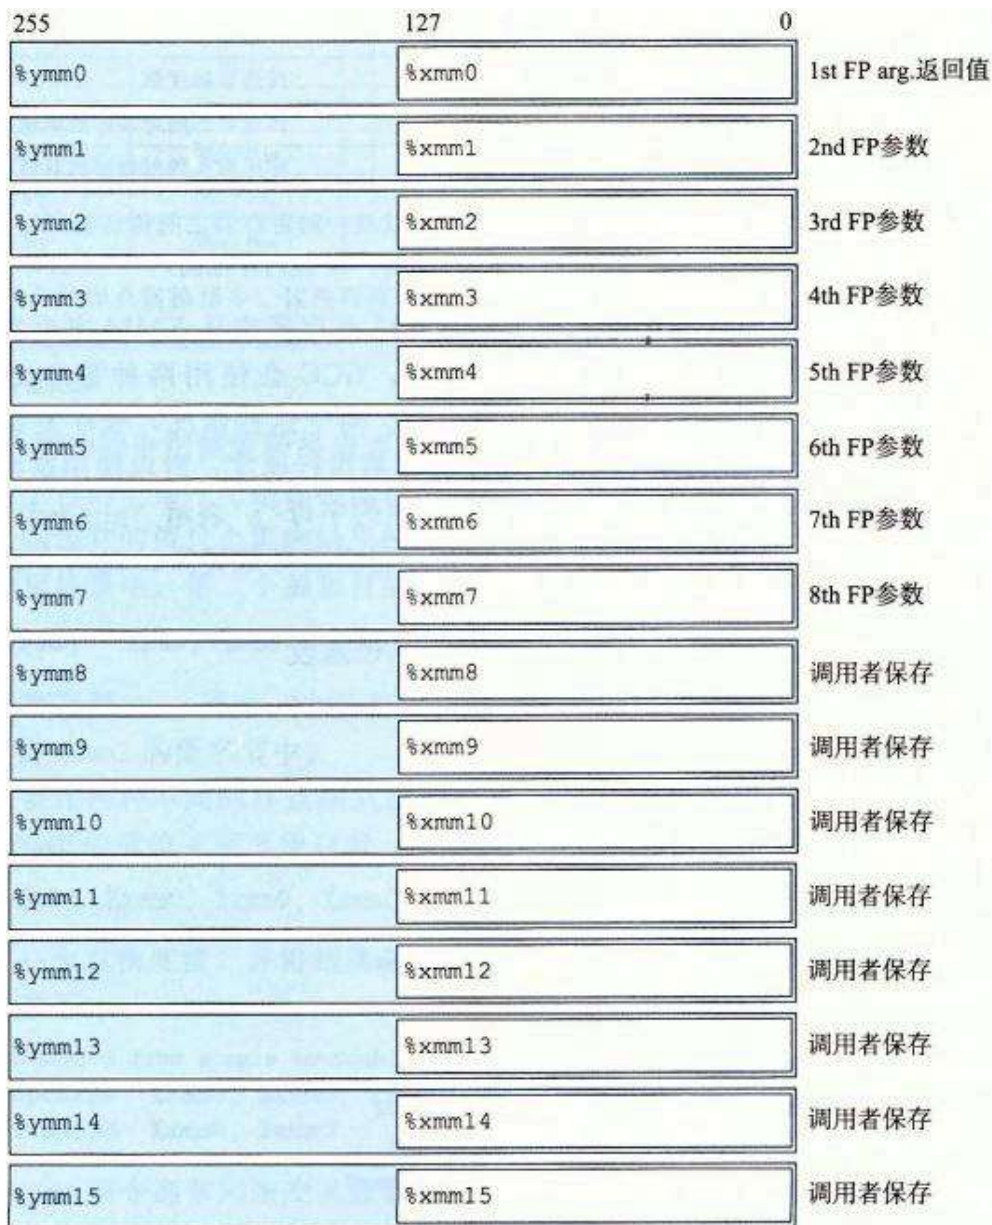 255 127 0
%ymm0 %xmm0 1st FP arg.返回值
%ymm1 %xmm1 2nd FP参数
%ymm2 %xmm2 3rd FP参数
%ymm3 %xmm3 4th FP参数
%ymm4 %xmm4 5th FP参数
%ymm5 %xmm5 6th FP参数
%ymm6 %xmm6 7th FP参数
%ymm7 %xmm7 8th FP参数
%ymm8 %xmm8 调用者保存
%ymm9 %xmm9 调用者保存
%ymm10 %xmm10 调用者保存
%ymm11 %xmm11 调用者保存
%ymm12 %xmm12 调用者保存
%ymm13 %xmm13 调用者保存
%ymm14 %xmm14 调用者保存
%ymm15 %xmm15 调用者保存